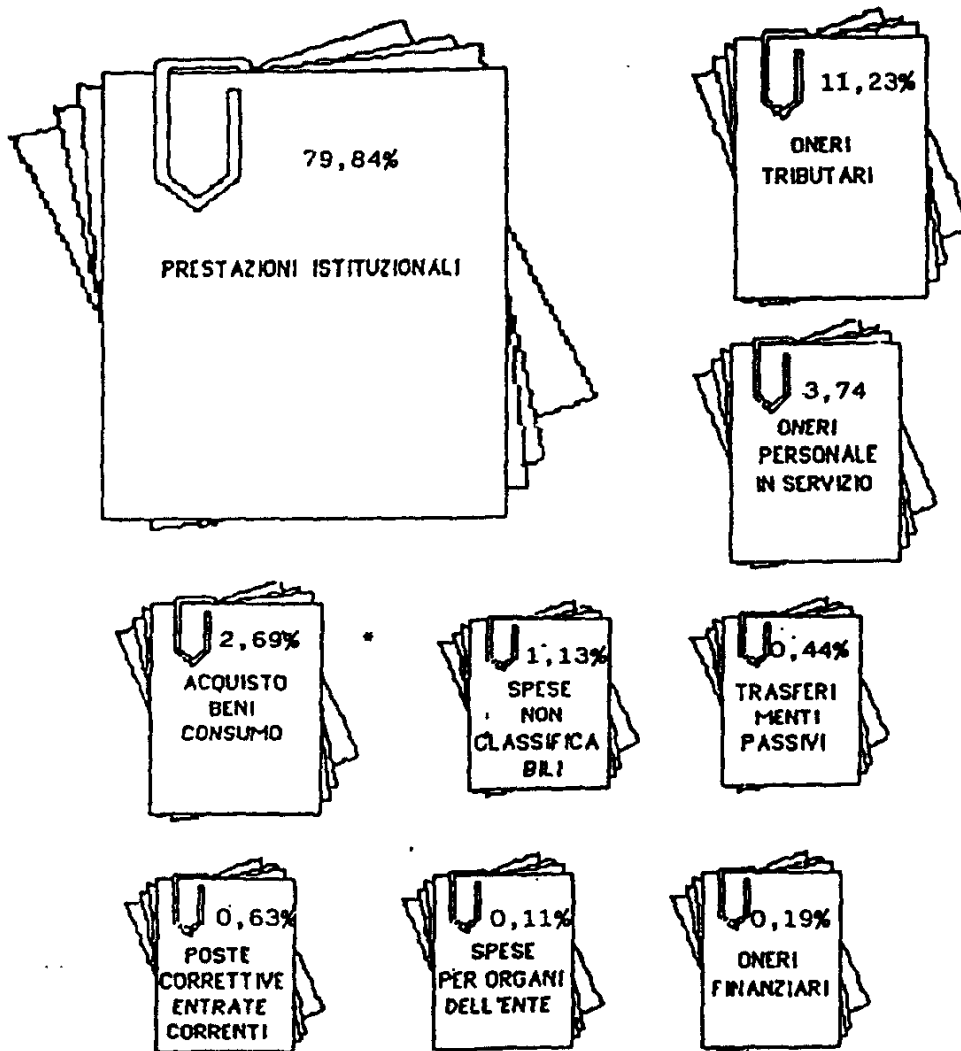 79,84%
PRESTAZIONI ISTITUZIONALI
11,23%
ONERI
TRIBUTARI
3,74
ONERI
PERSONALE
IN SERVIZIO
2,69%
ACQUISTO
BENI
CONSUMO
*
1,13%
SPESE
NON
CLASSIFICA
BILI
0,44%
TRASFERI
MENTI
PASSIVI
0,63%
POSTE
CORRETTIVE
ENTRATE
CORRENTI
0,11%
SPESE
PER ORGANI
DELL'ENTE
0,19%
ONERI
FINANZIARI